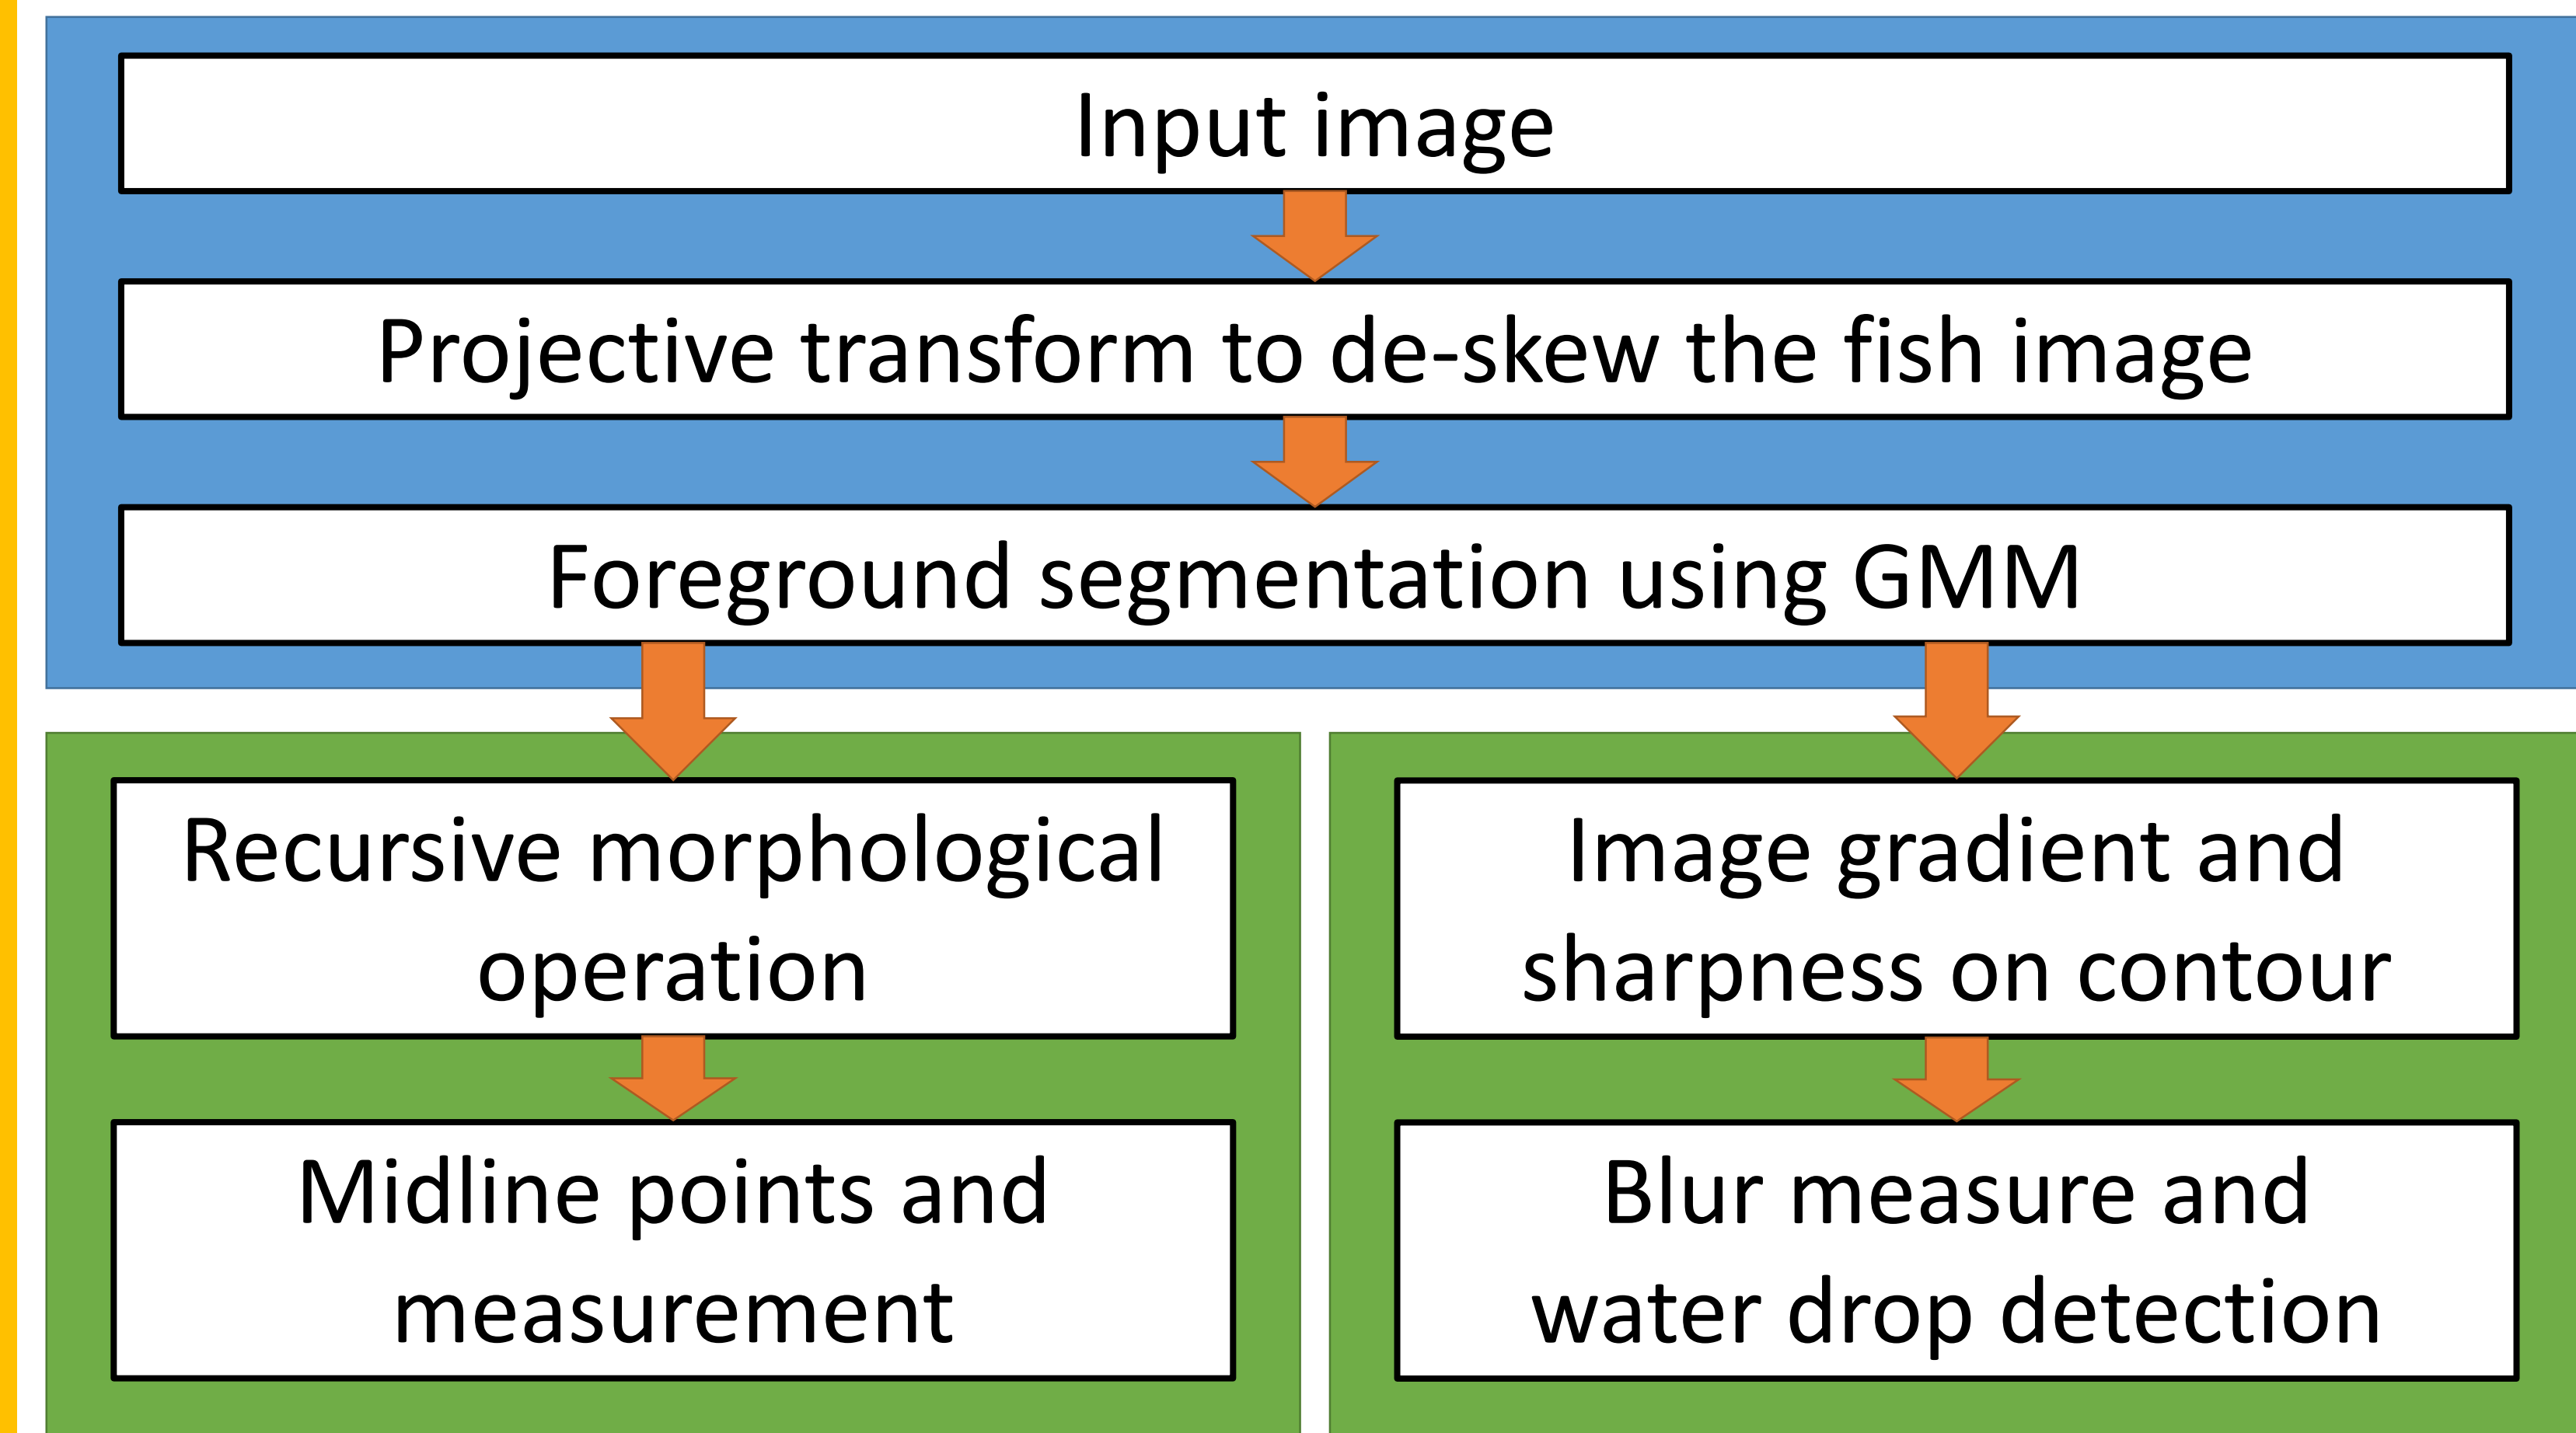 Input image
Projective transform to de-skew the fish image
Foreground segmentation using GMM
Recursive morphological
operation
Midline points and
measurement
Image gradient and
sharpness on contour
Blur measure and
water drop detection